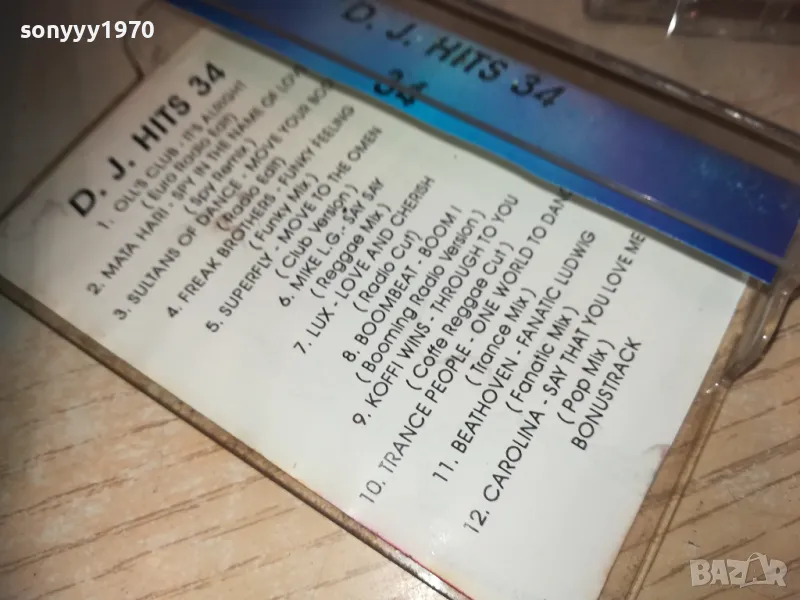 sonyyy1970
D. J. HITS 34
34
D. J. HITS 34
1. OLL'S CLUB - IT'S ALRIGHT
( Euro Radio Edit )
2. MATA HARI - SPY IN THE NAME OF LOVE
( Spy Remix )
3. SULTANS OF DANCE - MOVE YOUR BOD
( Radio Edit )
4. FREAK BROTHERS - FUNKY FEELING
( Funky Mix )
5. SUPERFLY - MOVE TO THE OMEN
( Club Version )
6. MIKE L.G. - SAY SAY
( Reggae Mix )
7. LUX - LOVE AND CHERISH
( Radio Cut )
8. BOOMBEAT - BOOM !
( Booming Radio Version )
9. KOFFI WINS - THROUGH TO YOU
( Coffe Reggae Cut )
10. TRANCE PEOPLE - ONE WORLD TO DANC
( Trance Mix )
11. BEATHOVEN - FANATIC LUDWIG
( Fanatic Mix )
12. CAROLINA - SAY THAT YOU LOVE ME
( Pop Mix )
BONUSTRACK
BAZAR